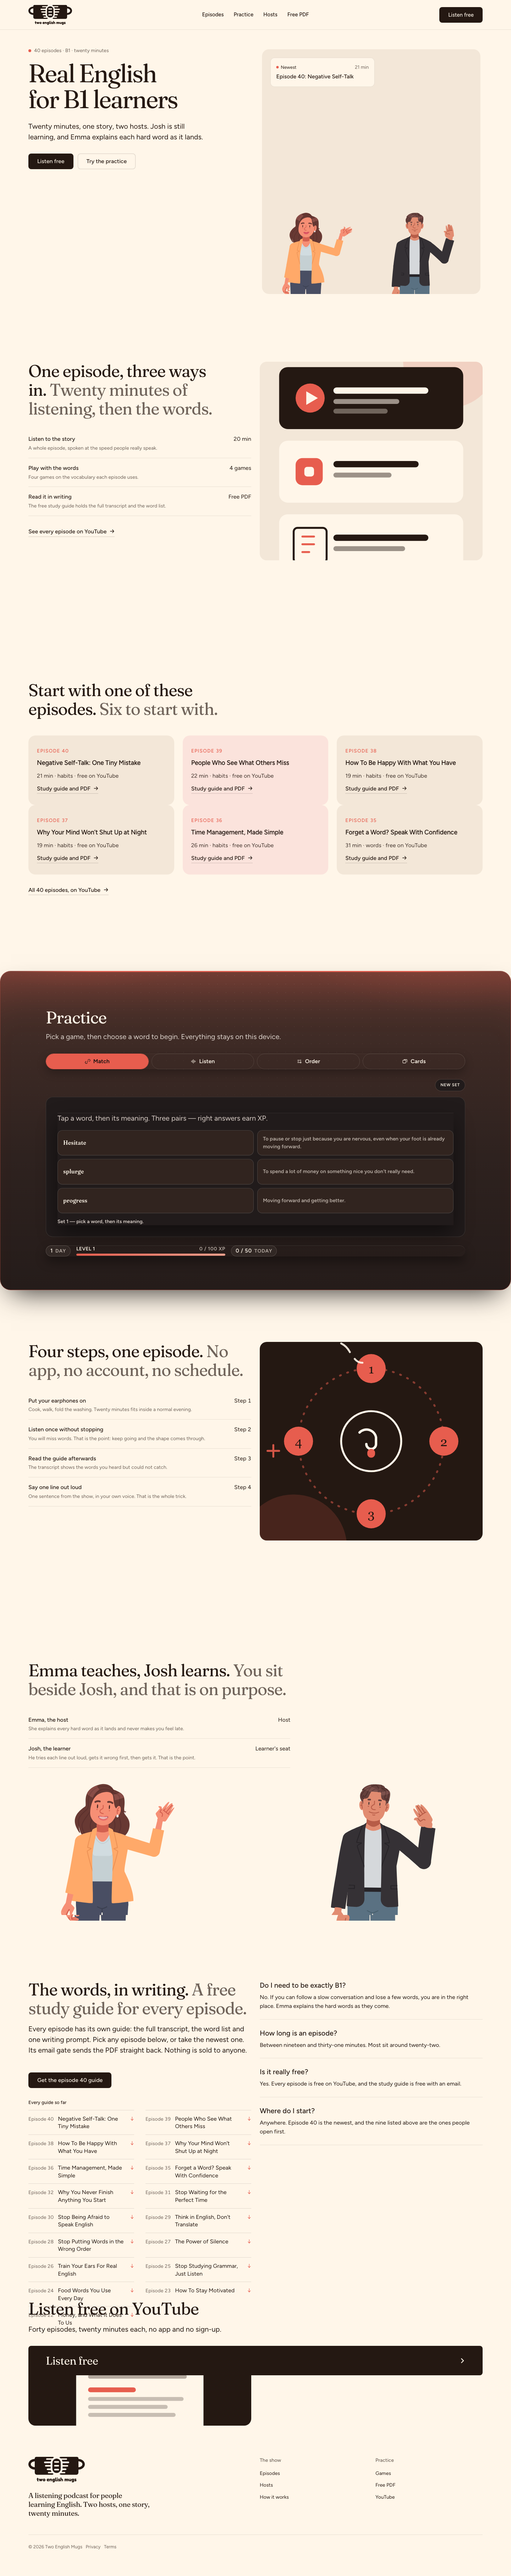 two english mugs
Episodes Practice Hosts Free PDF
Listen free
40 episodes · B1 · twenty minutes
Real English
for B1 learners
Twenty minutes, one story, two hosts. Josh is still
learning, and Emma explains each hard word as it lands.
Listen free
Try the practice
Newest 21 min
Episode 40: Negative Self-Talk
One episode, three ways
in. Twenty minutes of
listening, then the words.
Listen to the story 20 min
A whole episode, spoken at the speed people really speak.
Play with the words 4 games
Four games on the vocabulary each episode uses.
Read it in writing Free PDF
The free study guide holds the full transcript and the word list.
See every episode on YouTube →
Start with one of these
episodes. Six to start with.
EPISODE 40
Negative Self-Talk: One Tiny Mistake
21 min · habits · free on YouTube
Study guide and PDF →
EPISODE 39
People Who See What Others Miss
22 min · habits · free on YouTube
Study guide and PDF →
EPISODE 38
How To Be Happy With What You Have
19 min · habits · free on YouTube
Study guide and PDF →
EPISODE 37
Why Your Mind Won't Shut Up at Night
19 min · habits · free on YouTube
Study guide and PDF →
EPISODE 36
Time Management, Made Simple
26 min · habits · free on YouTube
Study guide and PDF →
EPISODE 35
Forget a Word? Speak With Confidence
31 min · words · free on YouTube
Study guide and PDF →
All 40 episodes, on YouTube →
Practice
Pick a game, then choose a word to begin. Everything stays on this device.
Match
Listen
Order
Cards
NEW SET
Tap a word, then its meaning. Three pairs — right answers earn XP.
Hesitate
To pause or stop just because you are nervous, even when your foot is already
moving forward.
splurge
To spend a lot of money on something nice you don't really need.
progress
Moving forward and getting better.
Set 1 — pick a word, then its meaning.
1 DAY
LEVEL 1 0 / 100 XP
0 / 50 TODAY
Four steps, one episode. No
app, no account, no schedule.
Put your earphones on Step 1
Cook, walk, fold the washing. Twenty minutes fits inside a normal evening.
Listen once without stopping Step 2
You will miss words. That is the point: keep going and the shape comes through.
Read the guide afterwards Step 3
The transcript shows the words you heard but could not catch.
Say one line out loud Step 4
One sentence from the show, in your own voice. That is the whole trick.
1
2
3
4
Emma teaches, Josh learns. You sit
beside Josh, and that is on purpose.
Emma, the host Host
She explains every hard word as it lands and never makes you feel late.
Josh, the learner Learner's seat
He tries each line out loud, gets it wrong first, then gets it. That is the point.
The words, in writing. A free
study guide for every episode.
Every episode has its own guide: the full transcript, the word list and
one writing prompt. Pick any episode below, or take the newest one.
Its email gate sends the PDF straight back. Nothing is sold to anyone.
Get the episode 40 guide
Every guide so far
Episode 40 Negative Self-Talk: One
Tiny Mistake
Episode 39 People Who See What
Others Miss
Episode 38 How To Be Happy With
What You Have
Episode 37 Why Your Mind Won't
Shut Up at Night
Episode 36 Time Management, Made
Simple
Episode 35 Forget a Word? Speak
With Confidence
Episode 32 Why You Never Finish
Anything You Start
Episode 31 Stop Waiting for the
Perfect Time
Episode 30 Stop Being Afraid to
Speak English
Episode 29 Think in English, Don't
Translate
Episode 28 Stop Putting Words in the
Wrong Order
Episode 27 The Power of Silence
Episode 26 Train Your Ears For Real
English
Episode 25 Stop Studying Grammar,
Just Listen
Episode 24 Food Words You Use
Every Day
Episode 23 How To Stay Motivated
To Us
Do I need to be exactly B1?
No. If you can follow a slow conversation and lose a few words, you are in the right
place. Emma explains the hard words as they come.
How long is an episode?
Between nineteen and thirty-one minutes. Most sit around twenty-two.
Is it really free?
Yes. Every episode is free on YouTube, and the study guide is free with an email.
Where do I start?
Anywhere. Episode 40 is the newest, and the nine listed above are the ones people
open first.
Listen free on YouTube
Forty episodes, twenty minutes each, no app and no sign-up.
Listen free
two english mugs
A listening podcast for people
learning English. Two hosts, one story,
twenty minutes.
The show
Episodes
Hosts
How it works
Practice
Games
Free PDF
YouTube
© 2026 Two English Mugs Privacy Terms